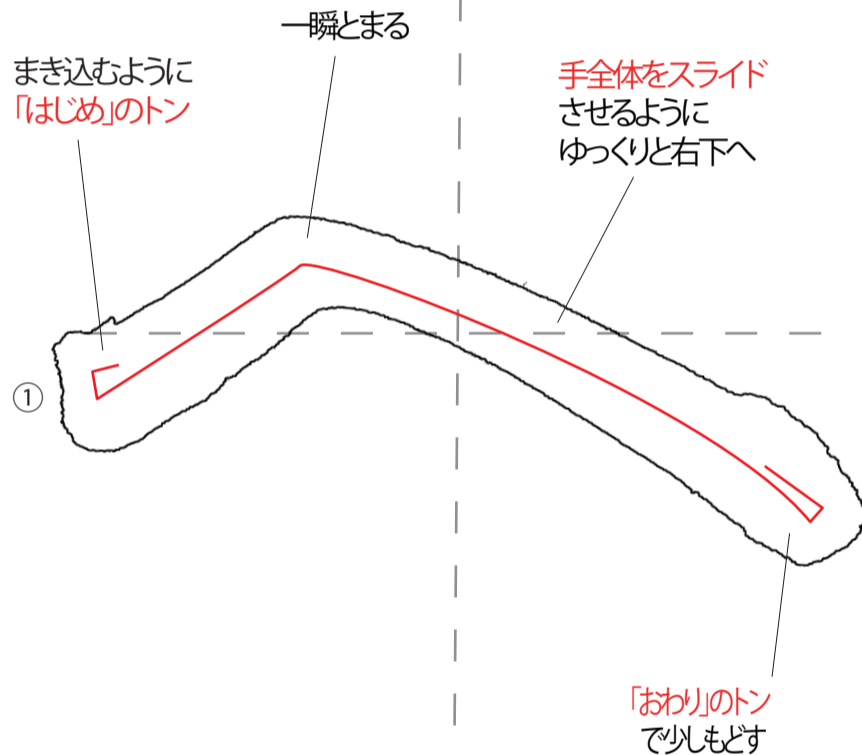 一瞬とまる
まき込むように
「はじめ」のトン
手全体をスライド
させるように
ゆっくりと右下へ
①
「おわり」のトン
で少しもどす